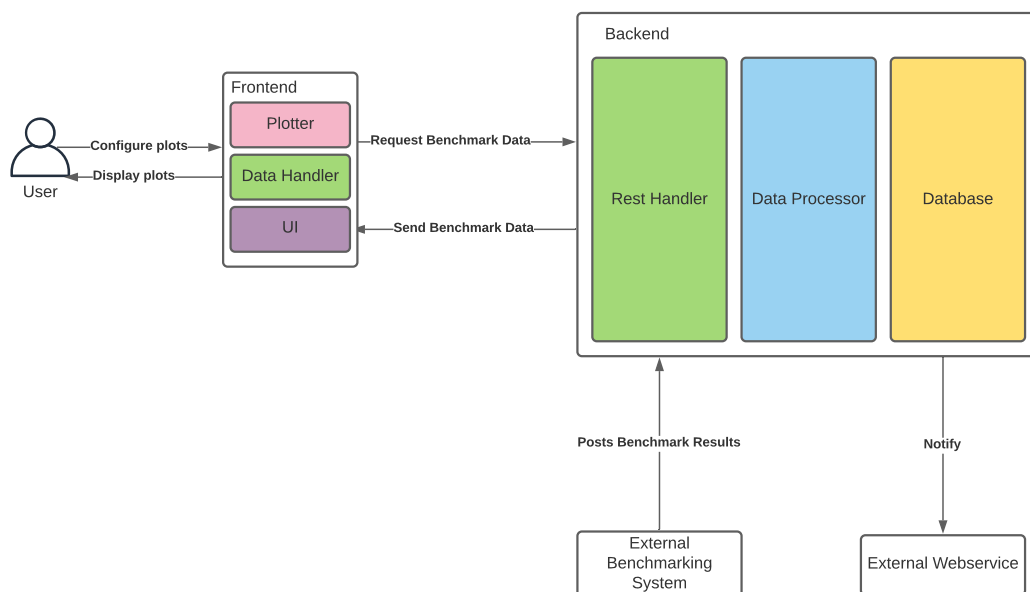 Backend
Frontend
Plotter
Data Handler
UI
User
Configure plots
Display plots
Request Benchmark Data
Send Benchmark Data
Rest Handler
Data Processor
Database
Posts Benchmark Results
Notify
External
Benchmarking
System
External Webservice